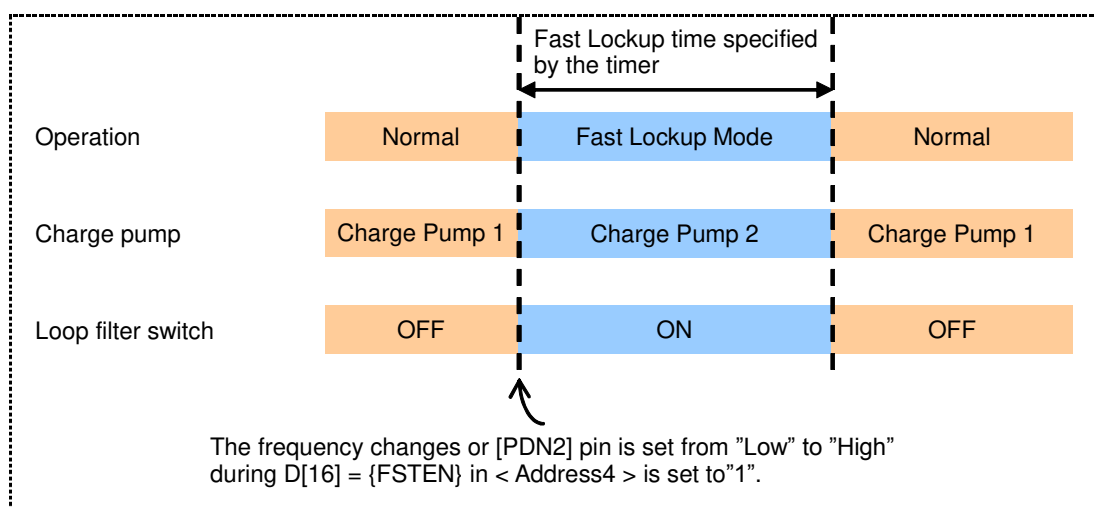 Fast Lockup time specified
by the timer
Operation
Normal
Fast Lockup Mode
Normal
Charge pump
Charge Pump 1
Charge Pump 2
Charge Pump 1
Loop filter switch
OFF
ON
OFF
The frequency changes or [PDN2] pin is set from ”Low” to ”High”
during D[16] = {FSTEN} in < Address4 > is set to”1”.